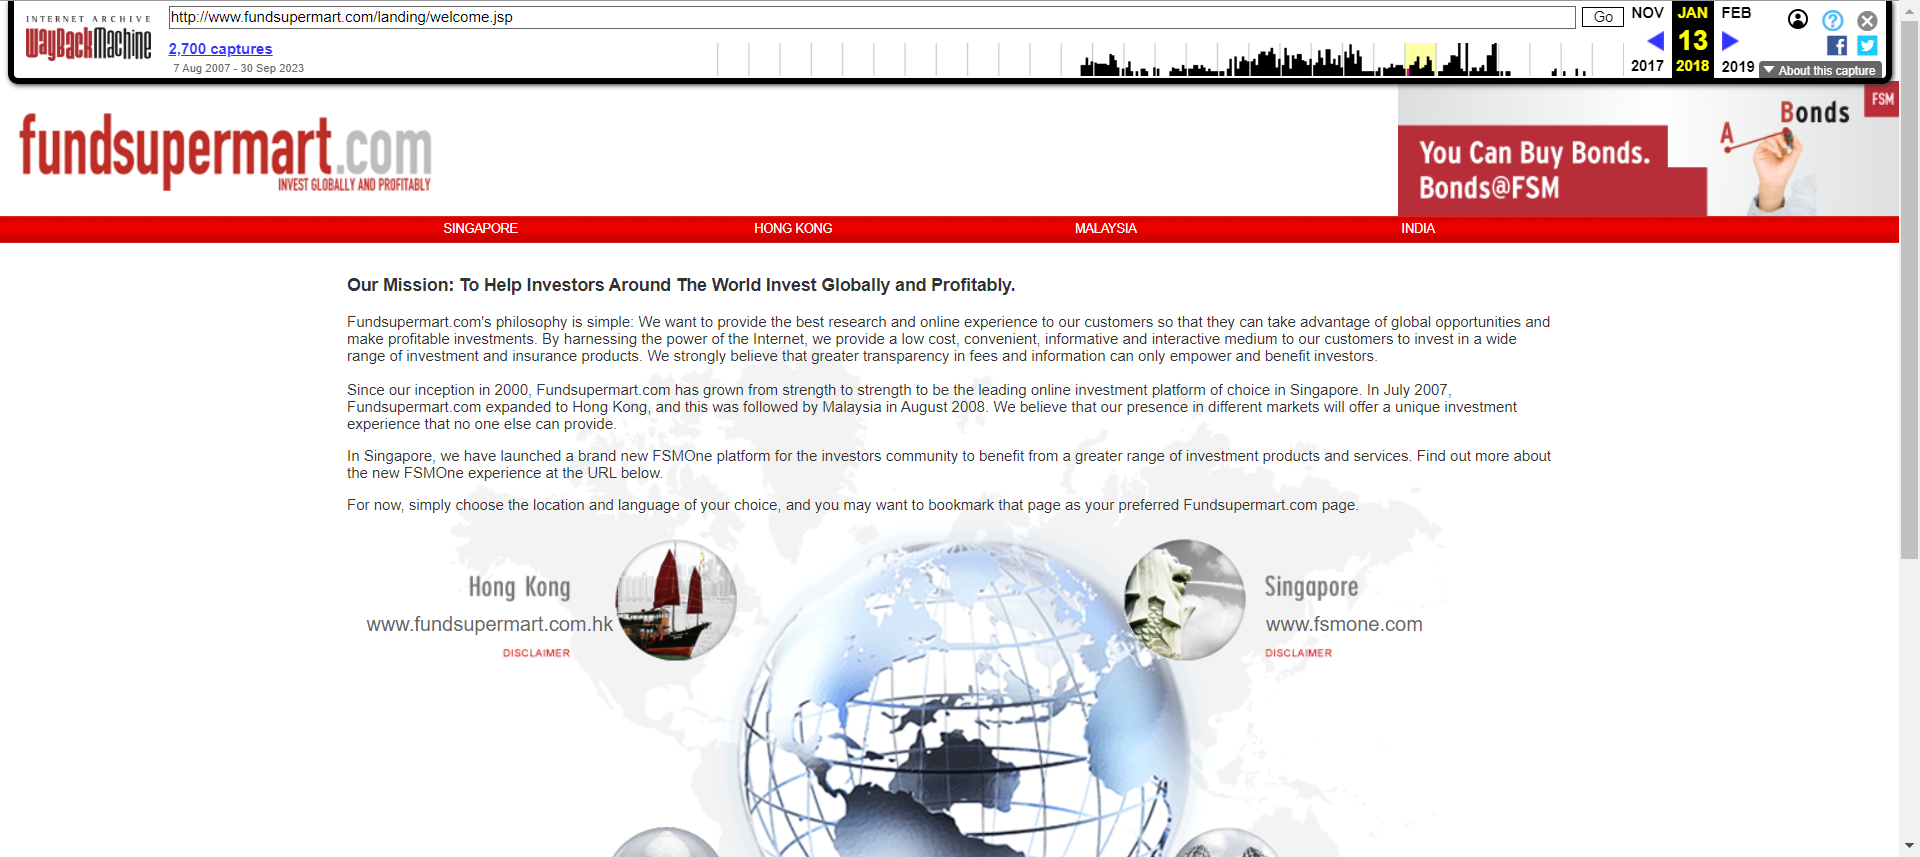 INTERNET ARCHIVE
WayBackMachine
http://www.fundsupermart.com/landing/welcome.jsp
Go
2,700 captures
7 Aug 2007 - 30 Sep 2023
NOV JAN FEB
13
2017 2018 2019
About this capture
fundsupermart.com
INVEST GLOBALLY AND PROFITABLY
FSM
A Bonds
You Can Buy Bonds.
Bonds@FSM
SINGAPORE HONG KONG MALAYSIA INDIA
Our Mission: To Help Investors Around The World Invest Globally and Profitably.
Fundsupermart.com's philosophy is simple: We want to provide the best research and online experience to our customers so that they can take advantage of global opportunities and
make profitable investments. By harnessing the power of the Internet, we provide a low cost, convenient, informative and interactive medium to our customers to invest in a wide
range of investment and insurance products. We strongly believe that greater transparency in fees and information can only empower and benefit investors.
Since our inception in 2000, Fundsupermart.com has grown from strength to strength to be the leading online investment platform of choice in Singapore. In July 2007,
Fundsupermart.com expanded to Hong Kong, and this was followed by Malaysia in August 2008. We believe that our presence in different markets will offer a unique investment
experience that no one else can provide.
In Singapore, we have launched a brand new FSMOne platform for the investors community to benefit from a greater range of investment products and services. Find out more about
the new FSMOne experience at the URL below.
For now, simply choose the location and language of your choice, and you may want to bookmark that page as your preferred Fundsupermart.com page.
Hong Kong
www.fundsupermart.com.hk
DISCLAIMER
Singapore
www.fsmone.com
DISCLAIMER